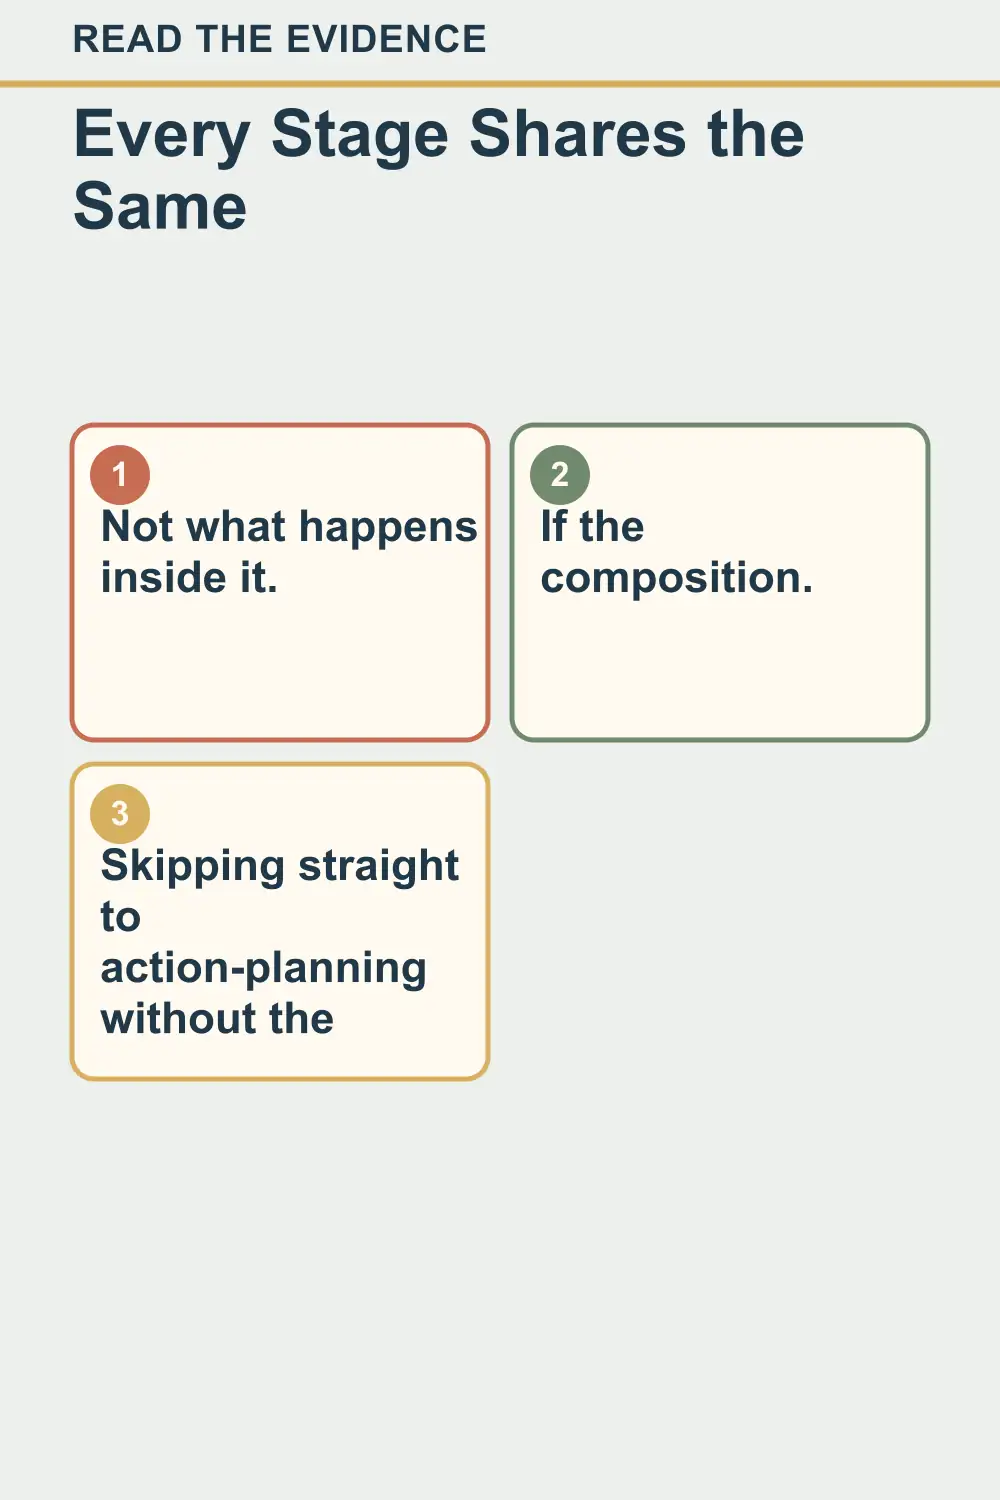 READ THE EVIDENCE
Every Stage Shares the
Same
1
Not what happens
inside it.
2
If the
composition.
3
Skipping straight
to
action-planning
without the